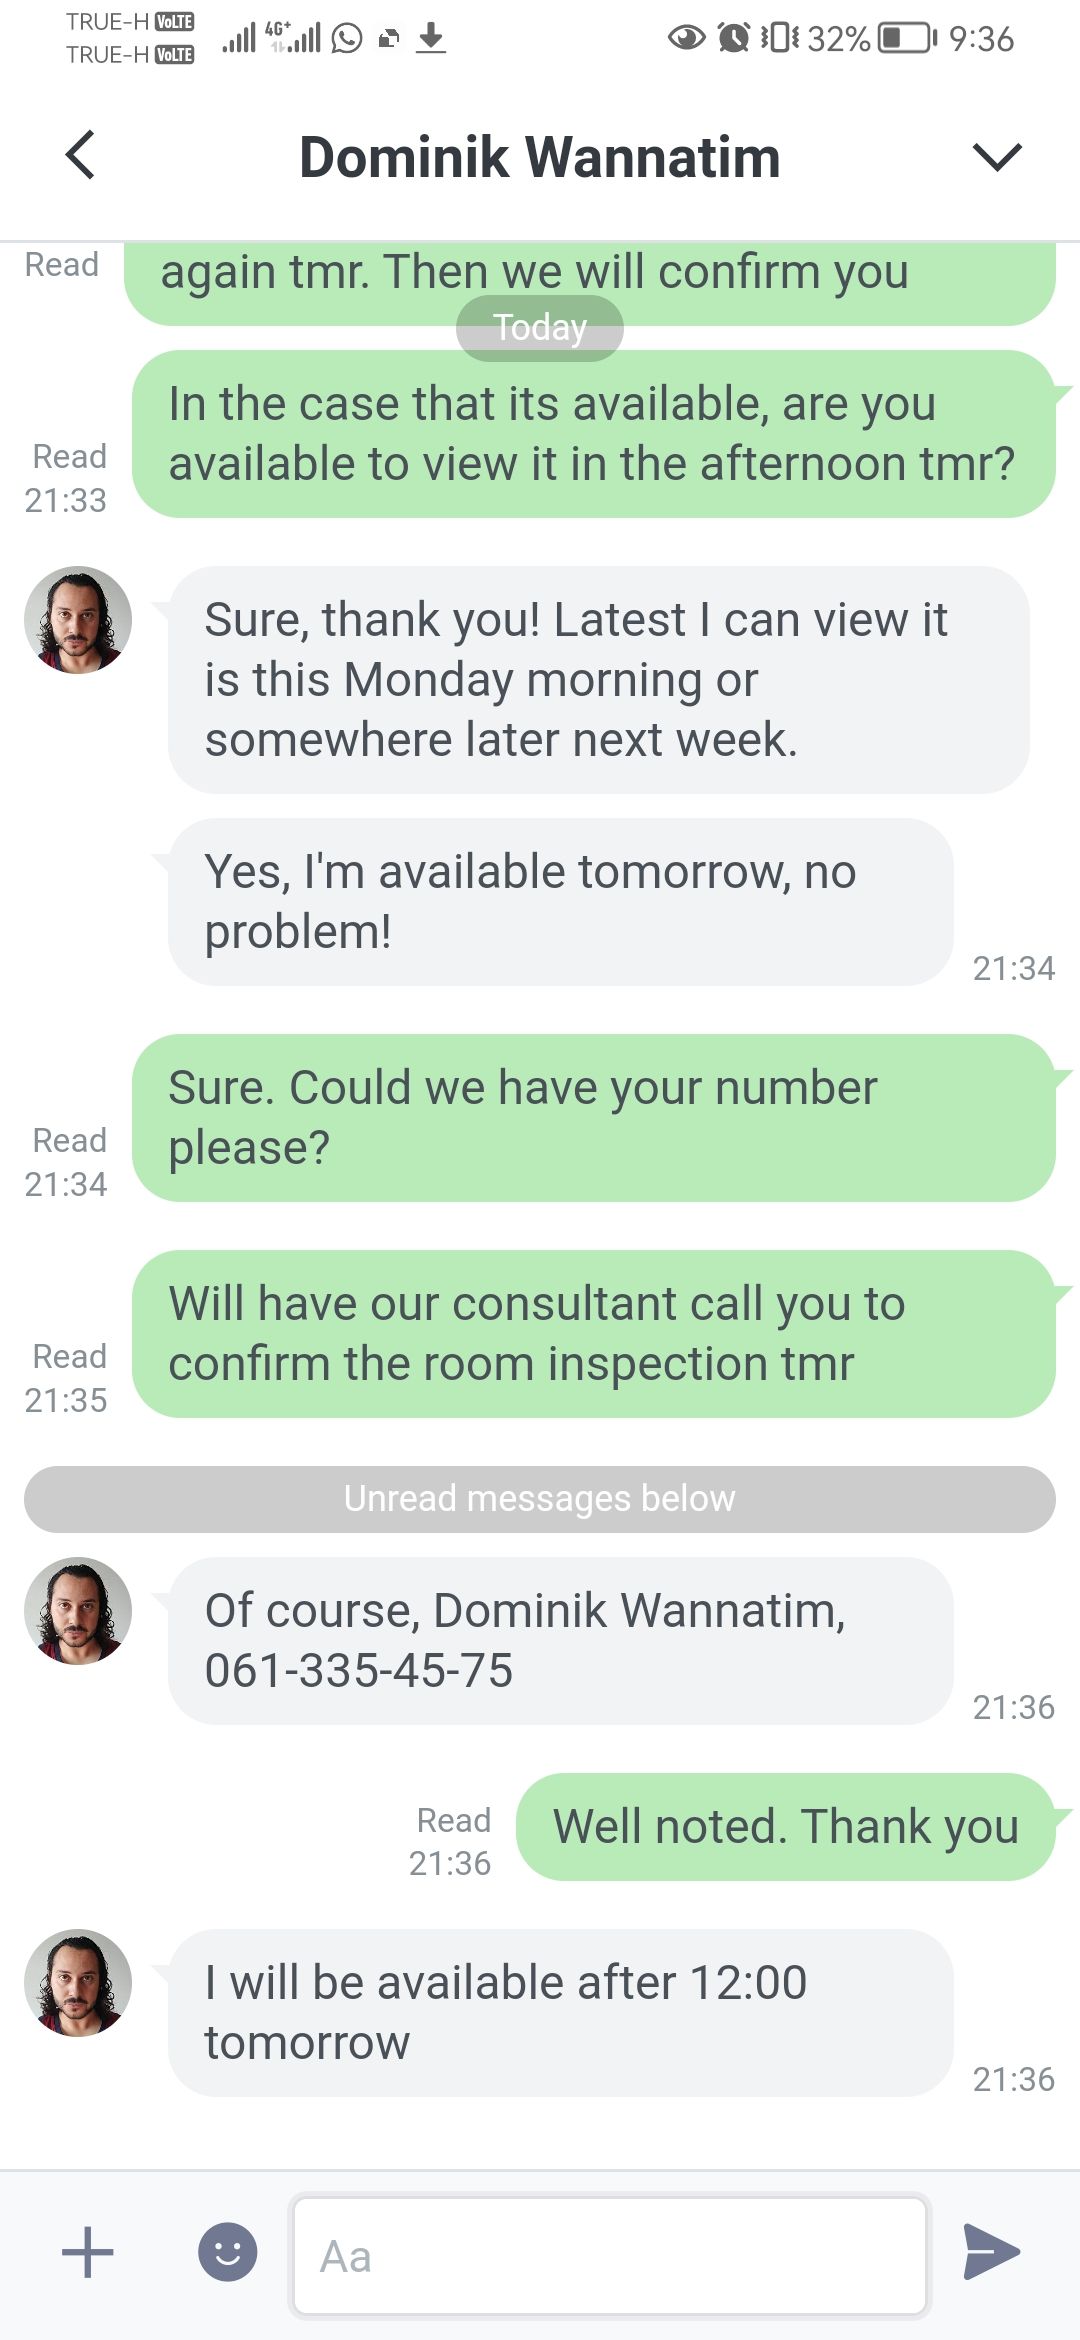 TRUE-H VoLTE
TRUE-H VoLTE
4G+
32%
9:36
Dominik Wannatim
again tmr. Then we will confirm you
Read
Today
In the case that its available, are you
available to view it in the afternoon tmr?
Read
21:33
Sure, thank you! Latest I can view it
is this Monday morning or
somewhere later next week.
Yes, I'm available tomorrow, no
problem!
21:34
Sure. Could we have your number
please?
Read
21:34
Will have our consultant call you to
confirm the room inspection tmr
Read
21:35
Unread messages below
Of course, Dominik Wannatim,
061-335-45-75
21:36
Well noted. Thank you
Read
21:36
I will be available after 12:00
tomorrow
21:36
Aa